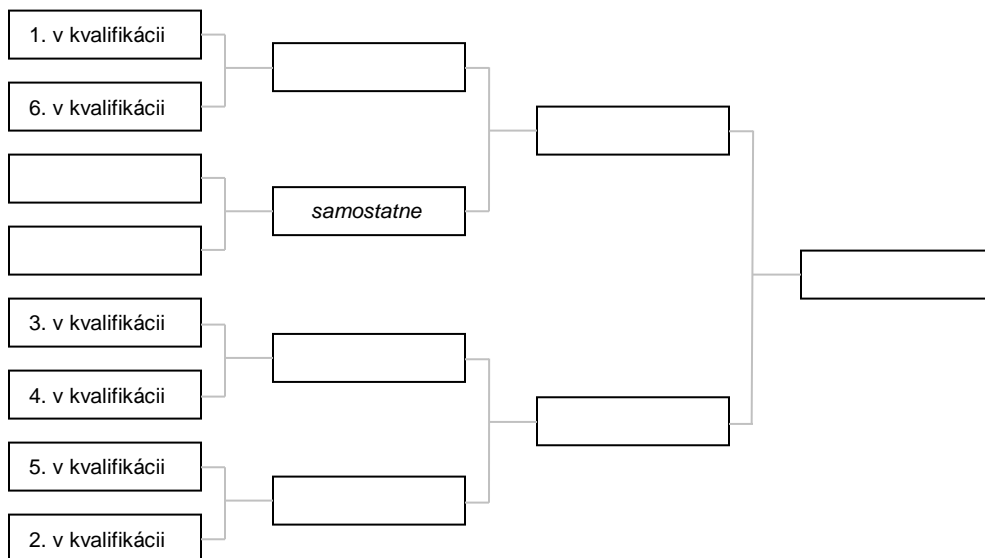 1. v kvalifikácii
6. v kvalifikácii
samostatne
3. v kvalifikácii
4. v kvalifikácii
5. v kvalifikácii
2. v kvalifikácii